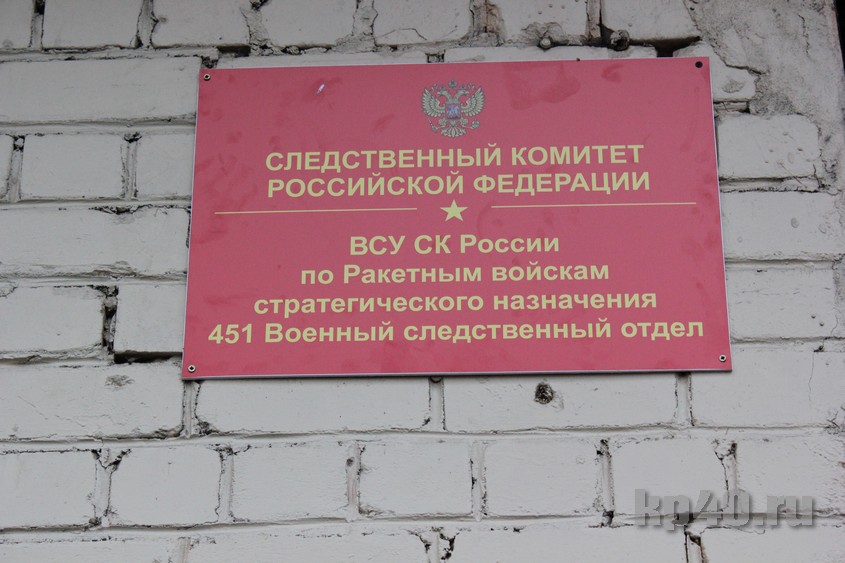 СЛЕДСТВЕННЫЙ КОМИТЕТ
РОССИЙСКОЙ ФЕДЕРАЦИИ
ВСУ СК России
по Ракетным войскам
стратегического назначения
451 Военный следственный отдел
kp40.ru